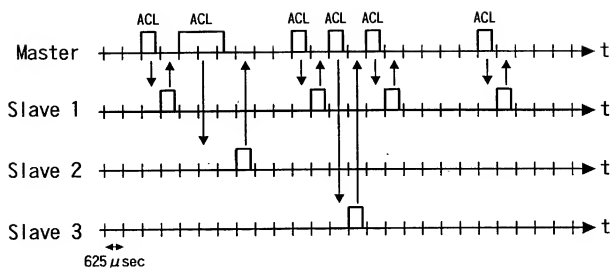 ACL ACL ACL ACL ACL ACL
Master t
Slave 1 t
Slave 2 t
Slave 3 t
625 μsec